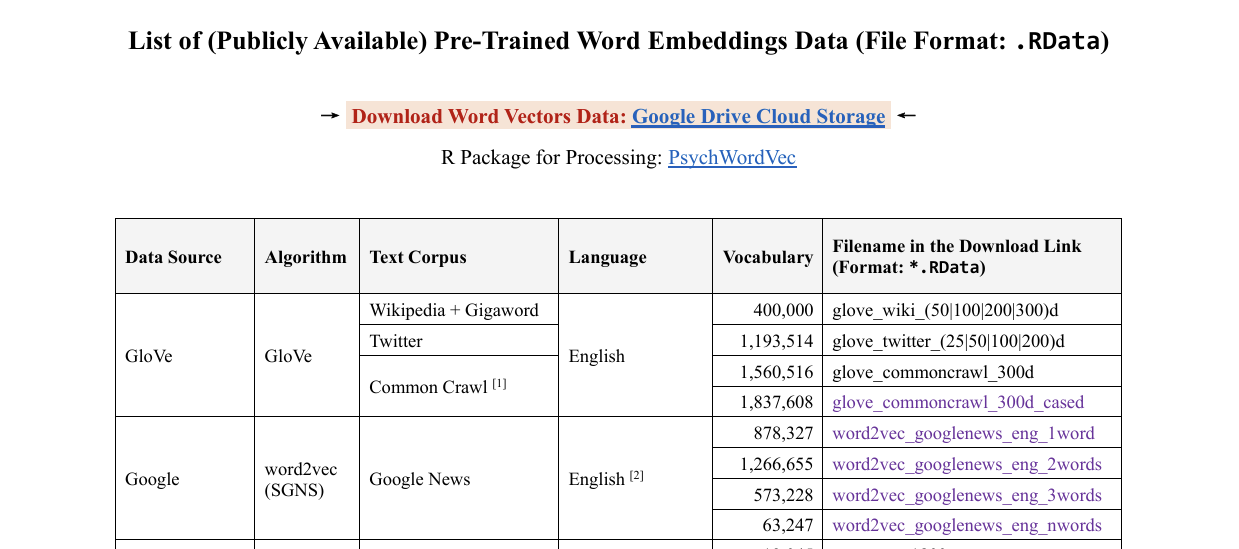 List of (Publicly Available) Pre-Trained Word Embeddings Data (File Format: .RData)
→ Download Word Vectors Data: Google Drive Cloud Storage ←
R Package for Processing: PsychWordVec
Data Source Algorithm Text Corpus Language Vocabulary Filename in the Download Link
(Format: *.RData)
GloVe GloVe Wikipedia + Gigaword English 400,000 glove_wiki_(50|100|200|300)d
Twitter 1,193,514 glove_twitter_(25|50|100|200)d
Common Crawl [1] 1,560,516 glove_commoncrawl_300d
1,837,608 glove_commoncrawl_300d_cased
Google word2vec
(SGNS) Google News English [2] 878,327 word2vec_googlenews_eng_1word
1,266,655 word2vec_googlenews_eng_2words
573,228 word2vec_googlenews_eng_3words
63,247 word2vec_googlenews_eng_nwords